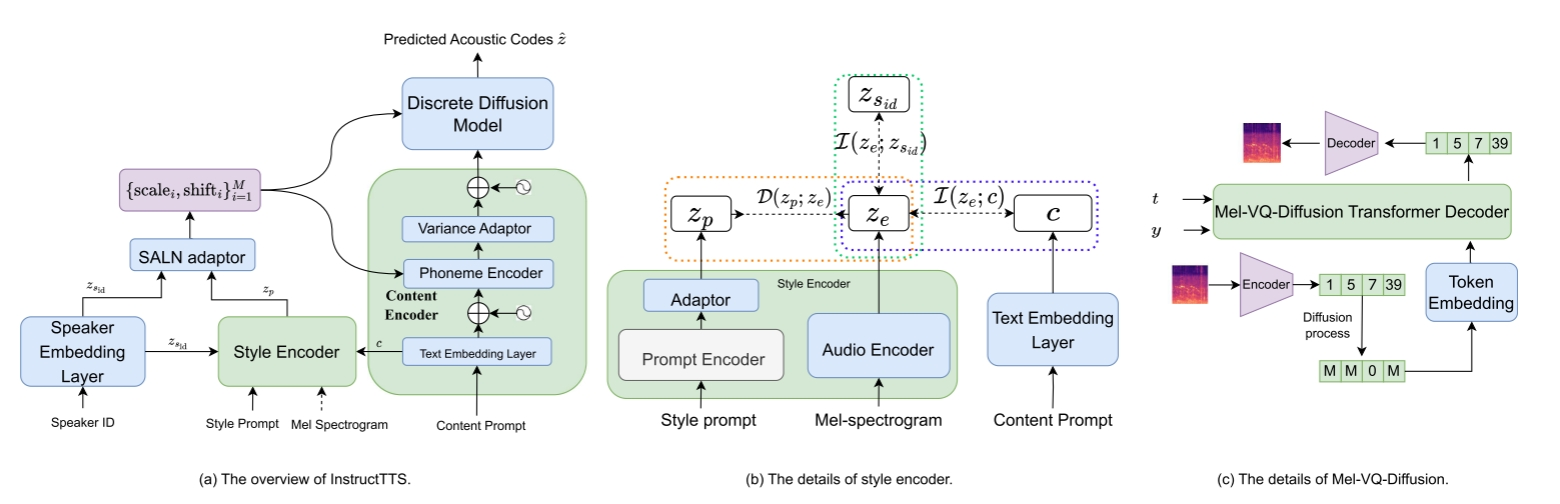 Predicted Acoustic Codes ẑ
Discrete Diffusion
Model
{scaleᵢ, shiftᵢ}ᴹᵢ₌₁
Variance Adaptor
SALN adaptor
Phoneme Encoder
Content
Encoder
z_{s_id}
z_p
Speaker
Embedding
Layer
z_{s_id}
Style Encoder
c
Text Embedding Layer
Speaker ID
Style Prompt
Mel Spectrogram
Content Prompt
(a) The overview of InstructTTS.
z_{s_id}
I(z_e; z_{s_id})
D(z_p; z_e)
I(z_e; c)
z_p
z_e
c
Style Encoder
Adaptor
Prompt Encoder
Audio Encoder
Text Embedding
Layer
Style prompt
Mel-spectrogram
Content Prompt
(b) The details of style encoder.
Decoder
1 5 7 39
t
y
Mel-VQ-Diffusion Transformer Decoder
Encoder
1 5 7 39
Token
Embedding
Diffusion
process
M M 0 M
(c) The details of Mel-VQ-Diffusion.